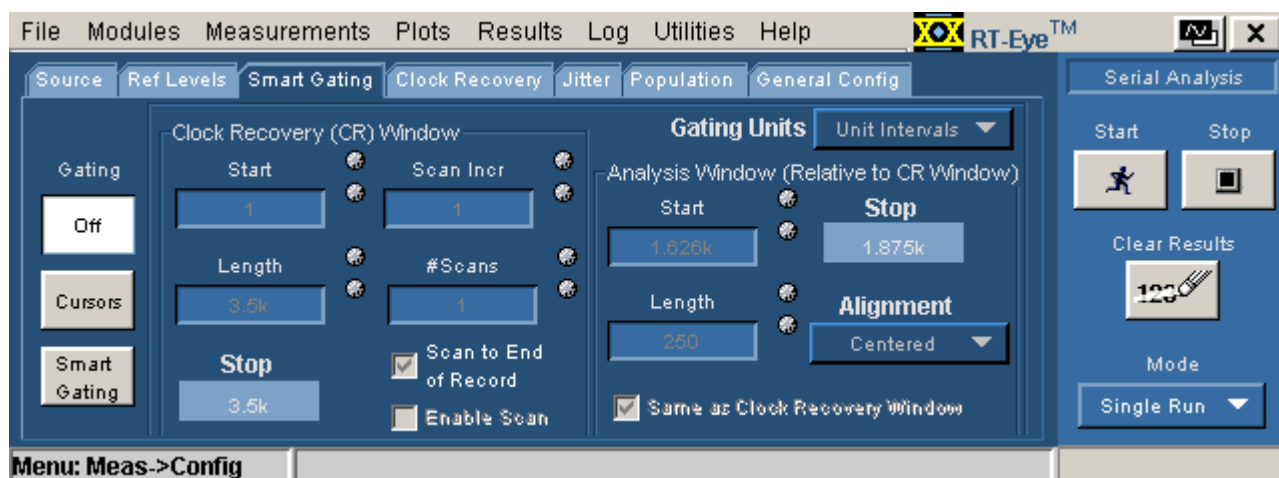 File Modules Measurements Plots Results Log Utilities Help RT-Eye™
Source Ref Levels Smart Gating Clock Recovery Jitter Population General Config
Serial Analysis
Gating
Off
Cursors
Smart
Gating
Clock Recovery (CR) Window
Start
1
Scan Incr
1
Length
3.5k
#Scans
1
Stop
3.5k
Scan to End
of Record
Enable Scan
Gating Units Unit Intervals
Analysis Window (Relative to CR Window)
Start
1.626k
Stop
1.875k
Length
250
Alignment
Centered
Same as Clock Recovery Window
Start Stop
Clear Results
123
Mode
Single Run
Menu: Meas->Config